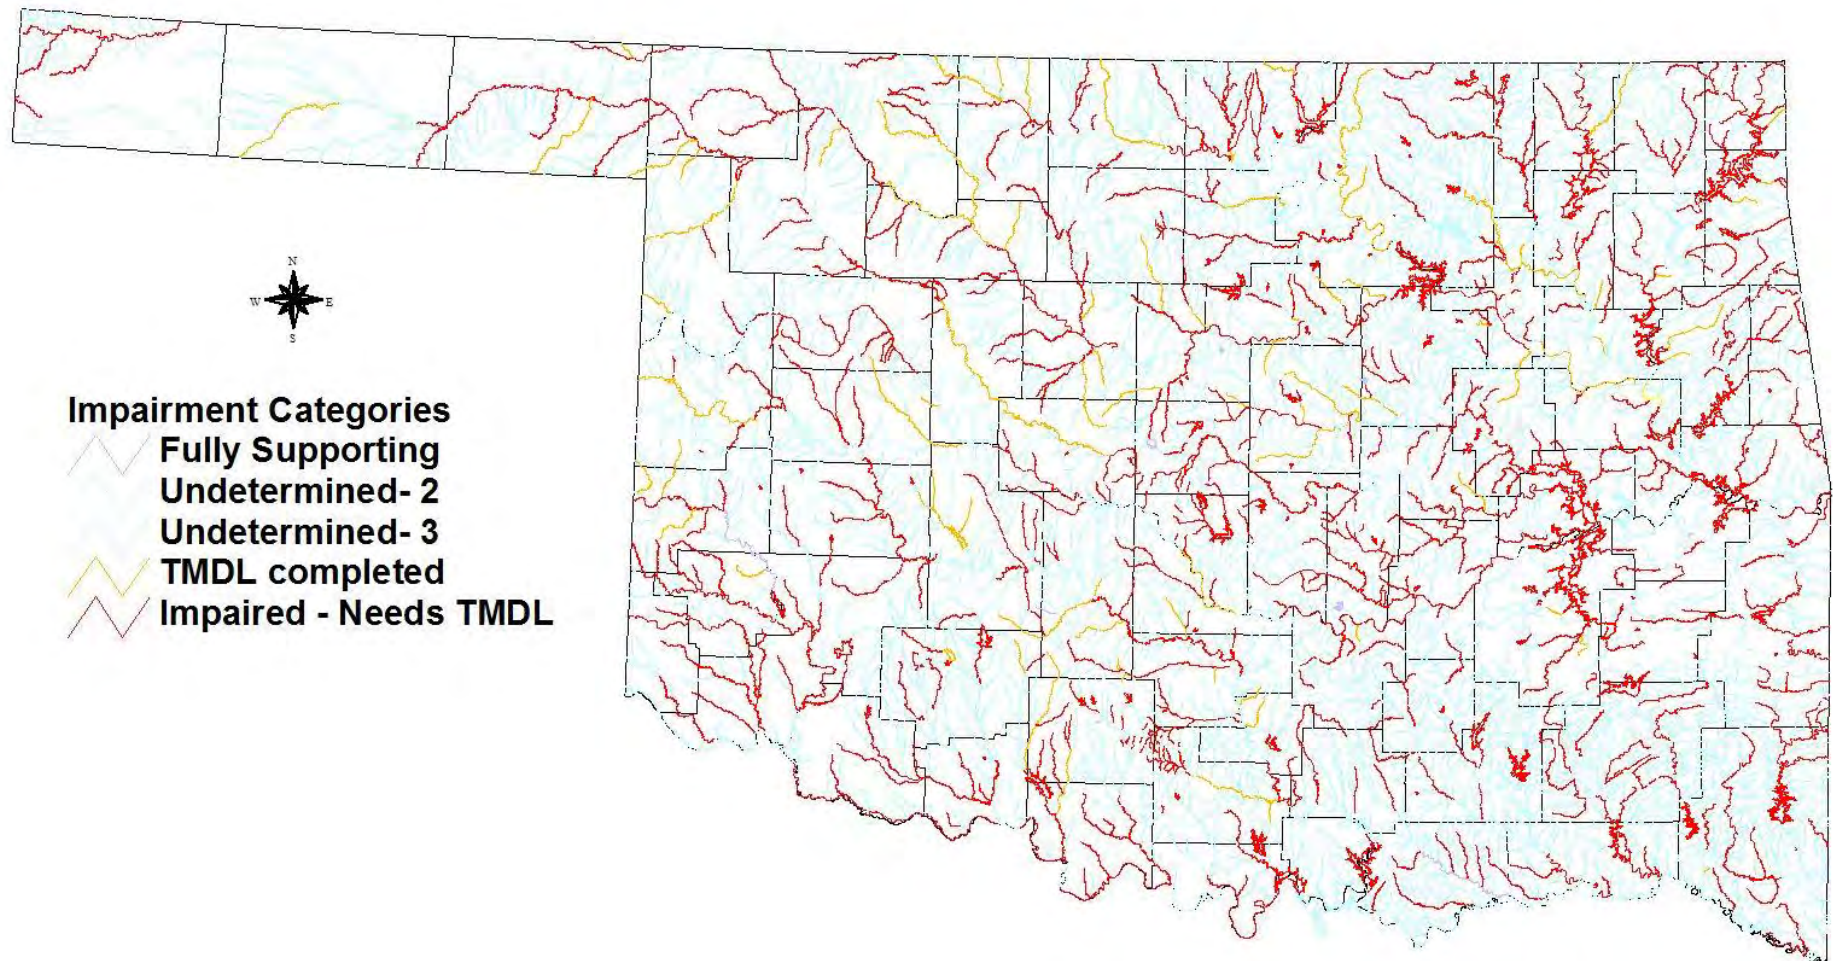 N
W E
S
Impairment Categories
Fully Supporting
Undetermined- 2
Undetermined- 3
TMDL completed
Impaired - Needs TMDL